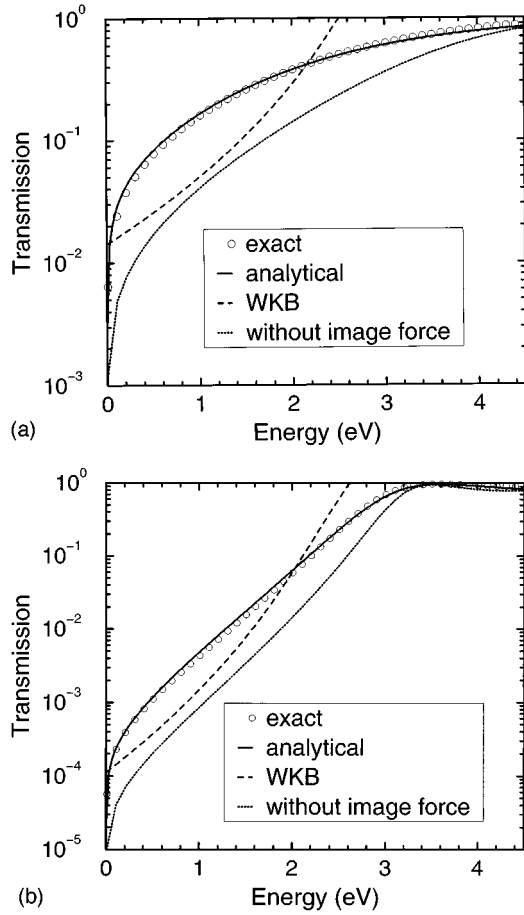 10^0
10^-1
10^-2
10^-3
Transmission
exact
analytical
WKB
without image force
0 1 2 3 4
Energy (eV)
(a)
10^0
10^-1
10^-2
10^-3
10^-4
10^-5
Transmission
exact
analytical
WKB
without image force
0 1 2 3 4
Energy (eV)
(b)